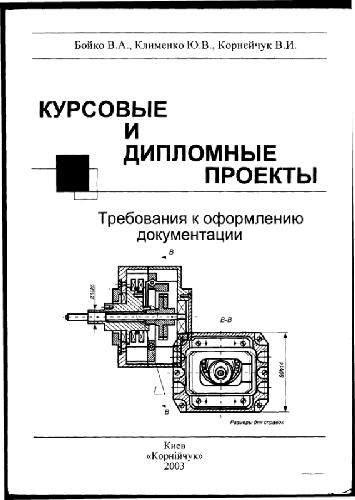 Бойко В.А., Клименко Ю.В., Корнейчук В.И.
КУРСОВЫЕ
И
ДИПЛОМНЫЕ
ПРОЕКТЫ
Требования к оформлению
документации
В
В-В
В
Размеры для справок
Киев
«Корнійчук»
2003